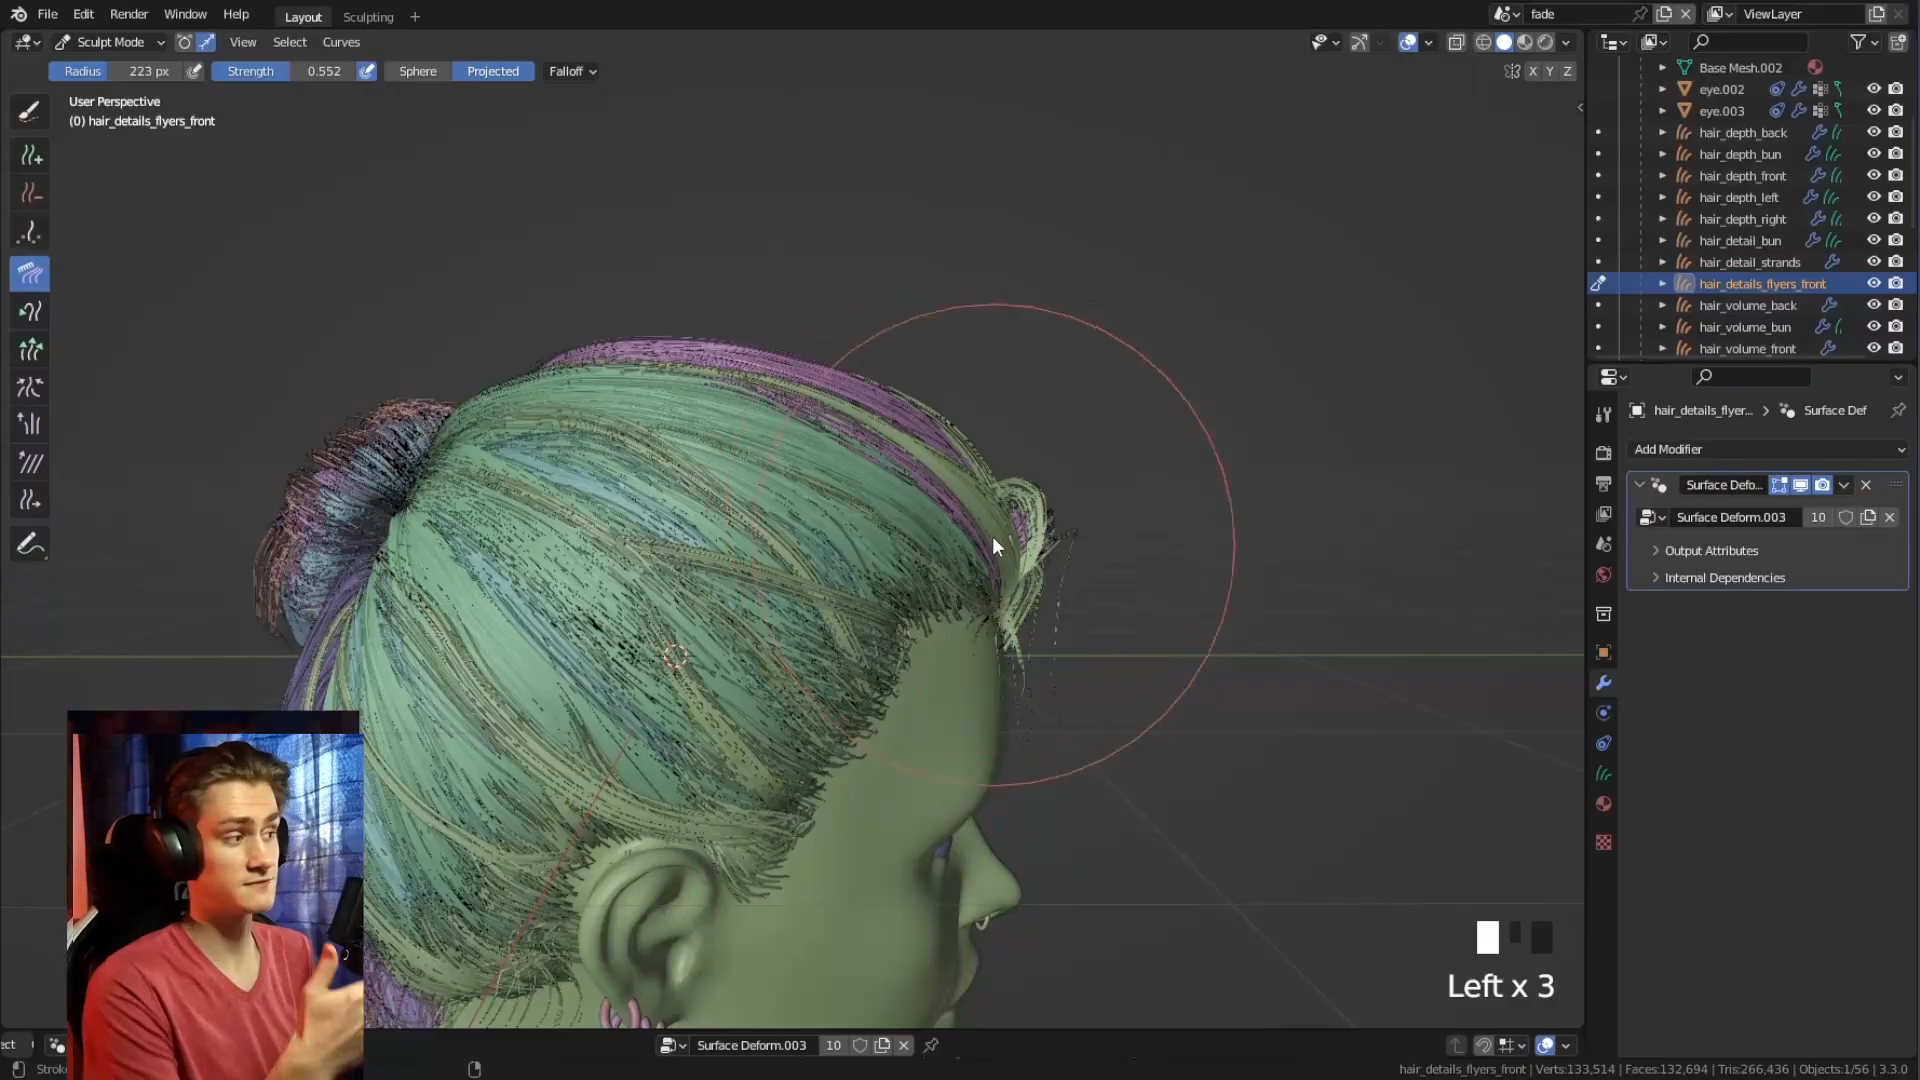 File Edit Render Window Help Layout Sculpting + fade ViewLayer
Sculpt Mode View Select Curves
Radius 223 px Strength 0.552 Sphere Projected Falloff X Y Z
User Perspective
(0) hair_details_flyers_front
Base Mesh.002
eye.002
eye.003
hair_depth_back
hair_depth_bun
hair_depth_front
hair_depth_left
hair_depth_right
hair_detail_bun
hair_detail_strands
hair_details_flyers_front
hair_volume_back
hair_volume_bun
hair_volume_front
hair_details_flyer... > Surface Def
Add Modifier
Surface Defo...
Surface Deform.003 10
Output Attributes
Internal Dependencies
Left x 3
ect Surface Deform.003 10
Strok
hair_details_flyers_front | Verts:133,514 | Faces:132,694 | Tris:266,436 | Objects:1/56 | 3.3.0